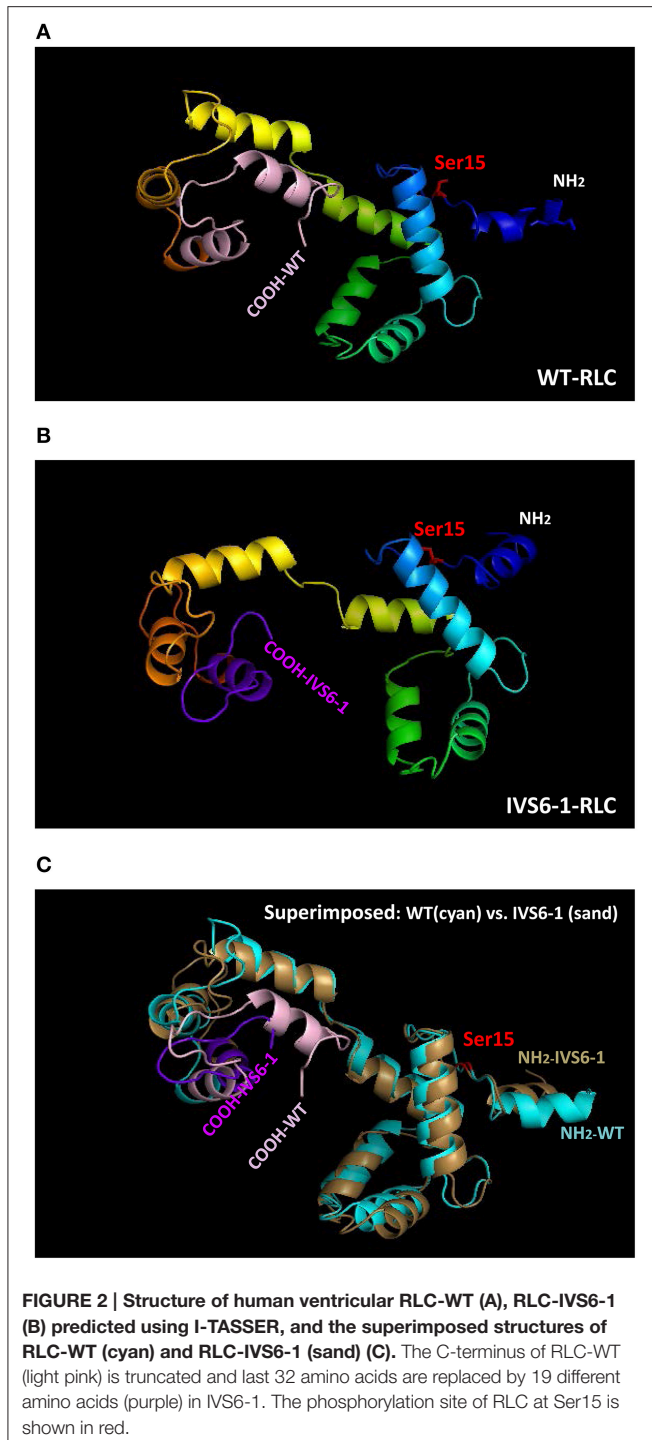 A
Ser15
NH2
COOH-WT
WT-RLC
B
Ser15
NH2
COOH-IVS6-1
IVS6-1-RLC
C
Superimposed: WT(cyan) vs. IVS6-1 (sand)
Ser15
NH2-IVS6-1
NH2-WT
COOH-IVS6-1
COOH-WT
FIGURE 2 | Structure of human ventricular RLC-WT (A), RLC-IVS6-1
(B) predicted using I-TASSER, and the superimposed structures of
RLC-WT (cyan) and RLC-IVS6-1 (sand) (C). The C-terminus of RLC-WT
(light pink) is truncated and last 32 amino acids are replaced by 19 different
amino acids (purple) in IVS6-1. The phosphorylation site of RLC at Ser15 is
shown in red.